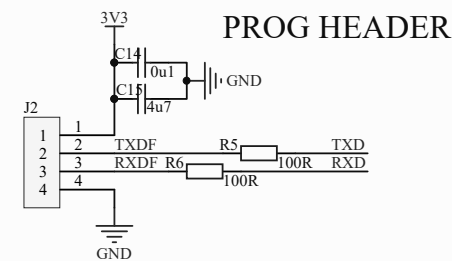 3V3
PROG HEADER
C14
0u1
GND
C15
4u7
J2
1 1
2 2 TXDF R5 100R TXD
3 3 RXDF R6 100R RXD
4 4
GND